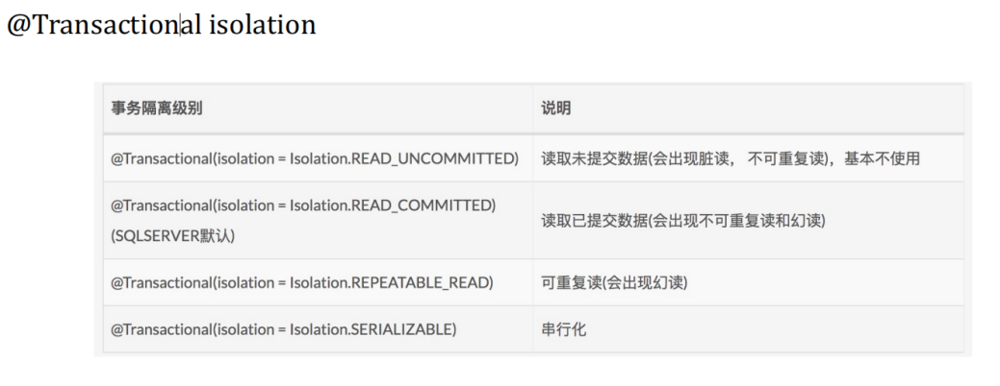 @Transactional isolation
事务隔离级别 说明
@Transactional(isolation = Isolation.READ_UNCOMMITTED) 读取未提交数据(会出现脏读， 不可重复读)，基本不使用
@Transactional(isolation = Isolation.READ_COMMITTED)
(SQLSERVER默认)
读取已提交数据(会出现不可重复读和幻读)
@Transactional(isolation = Isolation.REPEATABLE_READ) 可重复读(会出现幻读)
@Transactional(isolation = Isolation.SERIALIZABLE) 串行化